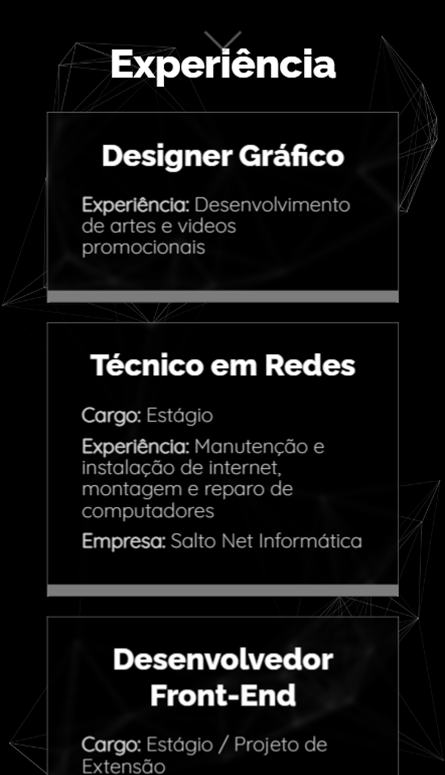 Experiência
Designer Gráfico
Experiência: Desenvolvimento
de artes e videos
promocionais
Técnico em Redes
Cargo: Estágio
Experiência: Manutenção e
instalação de internet,
montagem e reparo de
computadores
Empresa: Salto Net Informática
Desenvolvedor
Front-End
Cargo: Estágio / Projeto de
Extensão